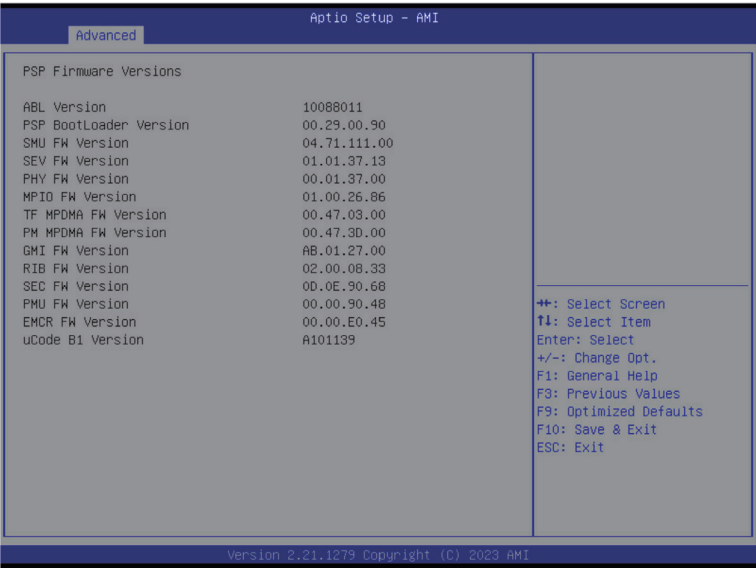 Aptio Setup – AMI
Advanced
PSP Firmware Versions
ABL Version 10088011
PSP BootLoader Version 00.29.00.90
SMU FW Version 04.71.111.00
SEV FW Version 01.01.37.13
PHY FW Version 00.01.37.00
MPIO FW Version 01.00.26.86
TF MPDMA FW Version 00.47.03.00
PM MPDMA FW Version 00.47.3D.00
GMI FW Version AB.01.27.00
RIB FW Version 02.00.08.33
SEC FW Version 0D.0E.90.68
PMU FW Version 00.00.90.48
EMCR FW Version 00.00.E0.45
uCode B1 Version A101139
→←: Select Screen
↑↓: Select Item
Enter: Select
+/-: Change Opt.
F1: General Help
F3: Previous Values
F9: Optimized Defaults
F10: Save & Exit
ESC: Exit
Version 2.21.1279 Copyright (C) 2023 AMI